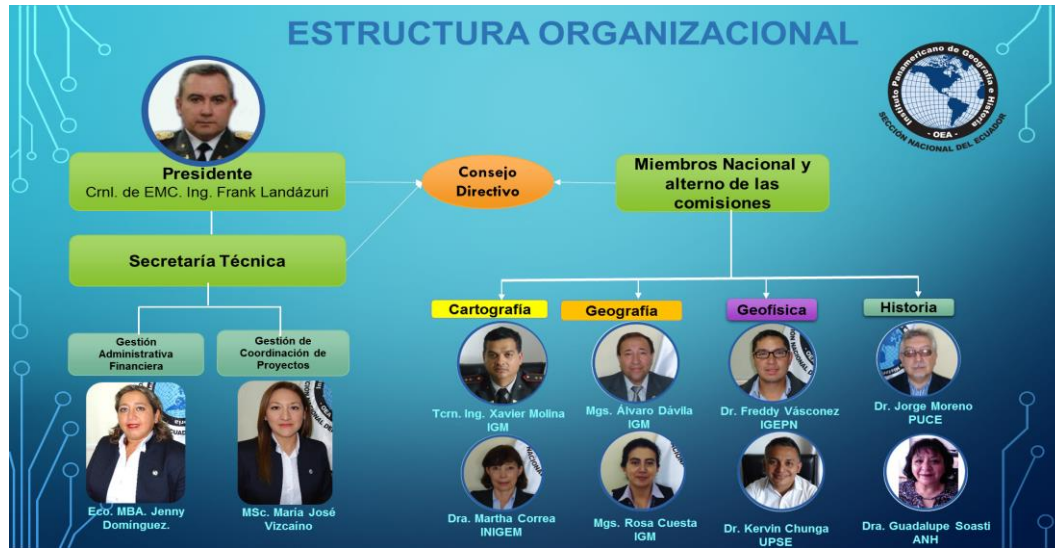 ESTRUCTURA ORGANIZACIONAL
Instituto Panamericano de Geografía e Historia
- OEA -
SECCIÓN NACIONAL DEL ECUADOR
Presidente
Crnl. de EMC. Ing. Frank Landázuri
Consejo
Directivo
Miembros Nacional y
alterno de las
comisiones
Secretaría Técnica
Gestión
Administrativa
Financiera
Gestión de
Coordinación de
Proyectos
Eco. MBA. Jenny
Domínguez.
MSc. María José
Vizcaino
Cartografía
Geografía
Geofísica
Historia
Tcrn. Ing. Xavier Molina
IGM
Mgs. Álvaro Dávila
IGM
Dr. Freddy Vásconez
IGEPN
Dr. Jorge Moreno
PUCE
Dra. Martha Correa
INIGEM
Mgs. Rosa Cuesta
IGM
Dr. Kervin Chunga
UPSE
Dra. Guadalupe Soasti
ANH